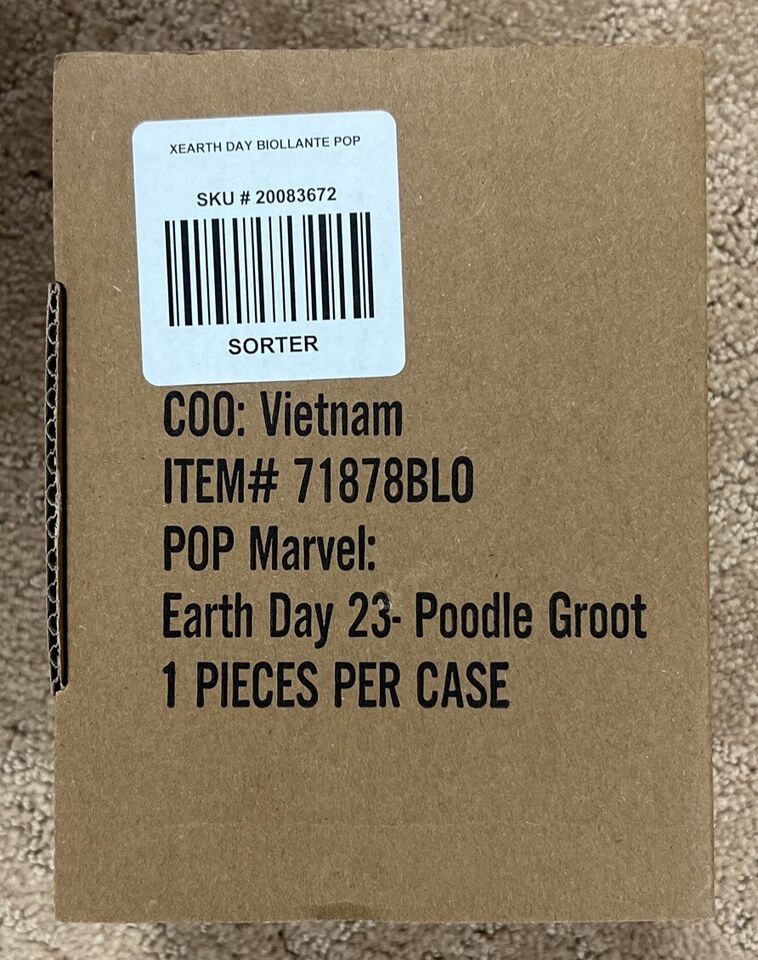 XEARTH DAY BIOLLANTE POP
SKU # 20083672
SORTER
COO: Vietnam
ITEM# 71878BLO
POP Marvel:
Earth Day 23- Poodle Groot
1 PIECES PER CASE